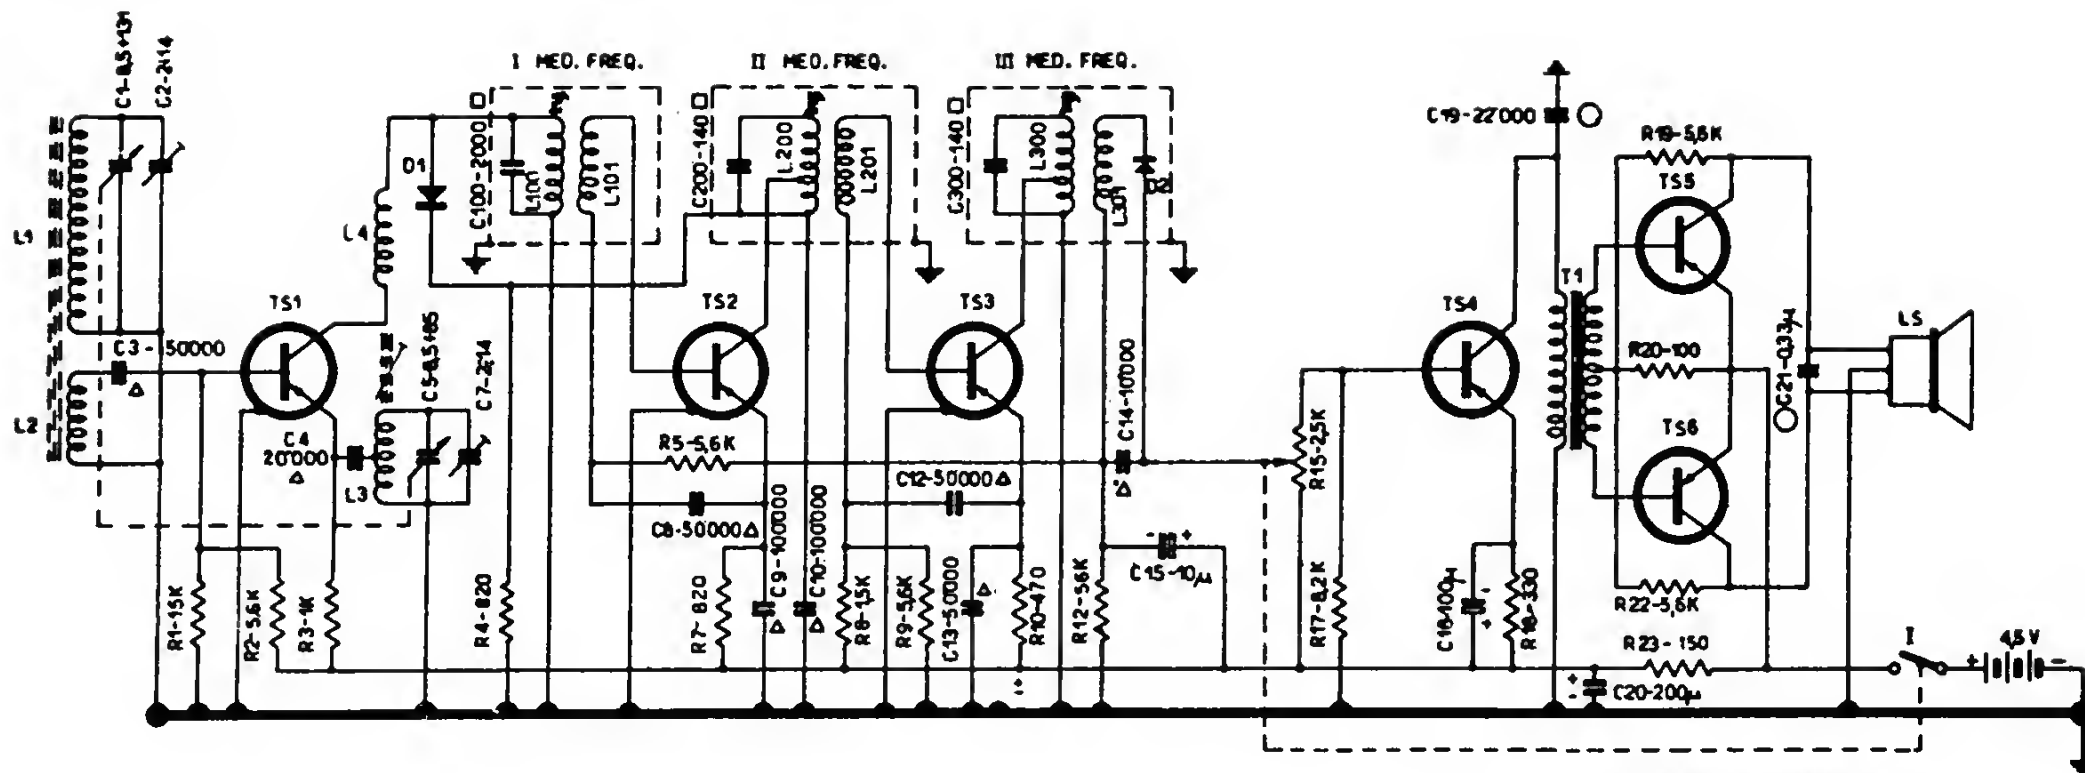 I MED. FREQ.
II MED. FREQ.
III MED. FREQ.
C1-8,5+131
C2-2÷14
L1
L2
C3-50000
TS1
C4
20000
L3
L4
D1
C5-8,5+85
C7-2÷14
C100-2000
L100
L101
C200-140
L200
L201
C300-140
L300
L301
D2
TS2
TS3
R5-5,6K
C8-50000
C9-100000
C10-100000
C12-50000
C14-10000
C15-10µ
- +
R1-15K
R2-5,6K
R3-1K
R4-820
R7-820
R8-1,5K
R9-5,6K
C13-50000
R10-470
R12-56K
R15-2,5K
R17-8,2K
TS4
C16-100µ
-
+
R18-330
C19-22000
T1
R19-5,6K
TS5
R20-100
TS6
R22-5,6K
C21-0,33µ
LS
R23-150
I
4,5 V
+ -
+
-
C20-200µ